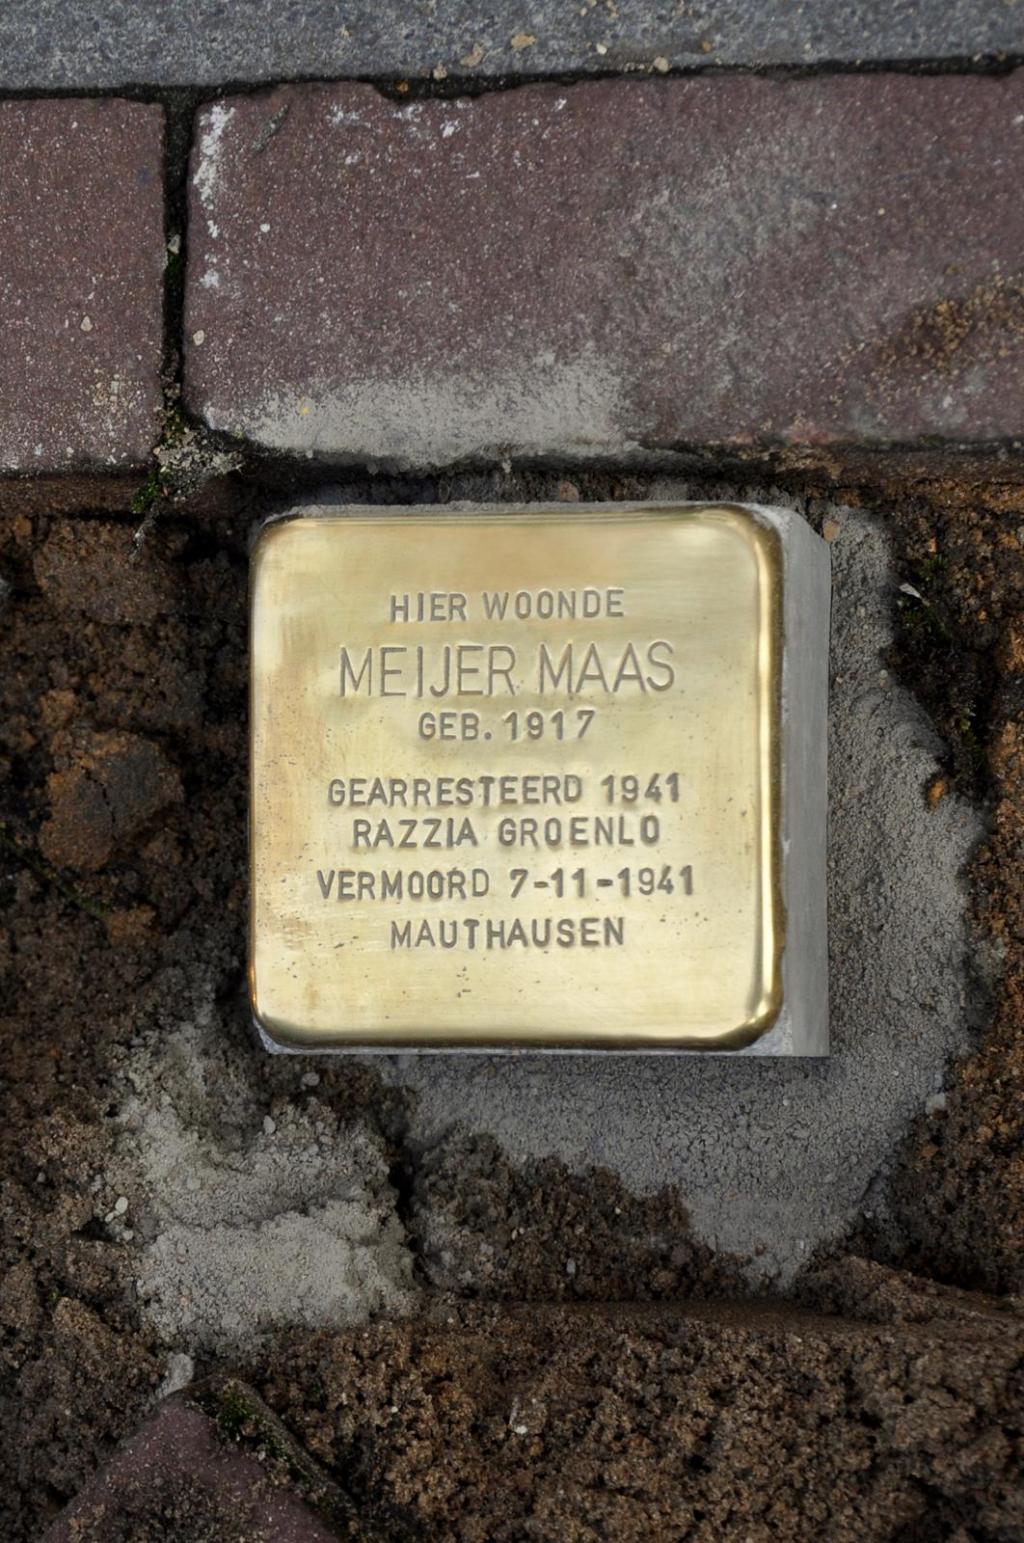 HIER WOONDE
MEIJER MAAS
GEB. 1917
GEARRESTEERD 1941
RAZZIA GROENLO
VERMOORD 7-11-1941
MAUTHAUSEN